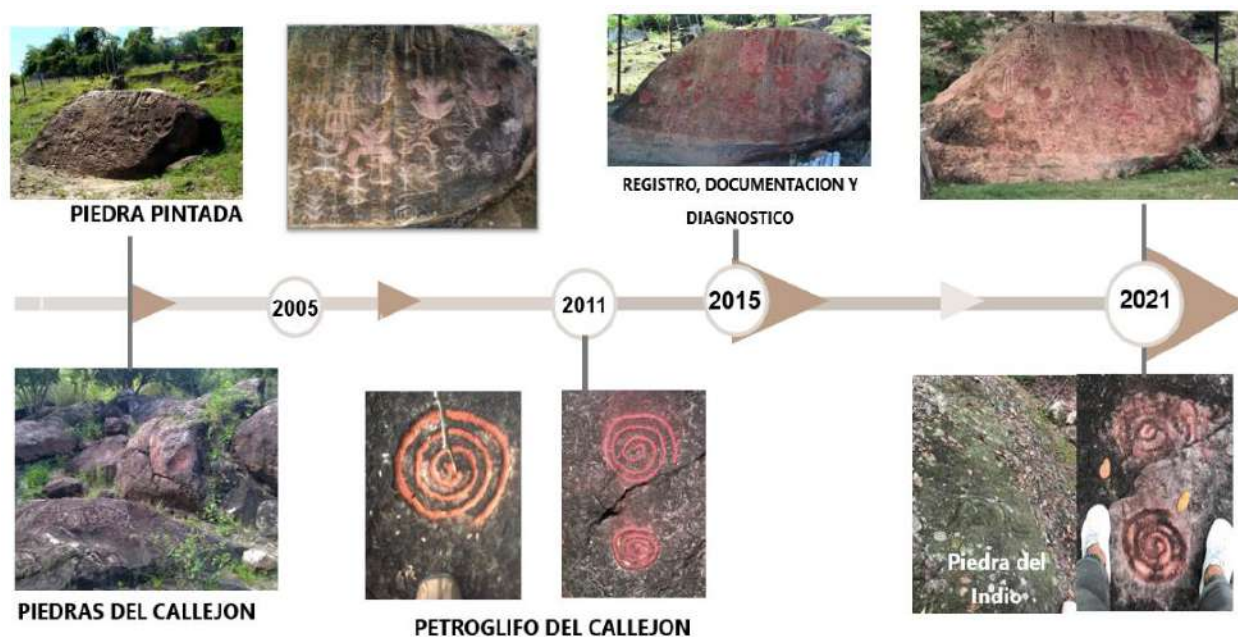 PIEDRA PINTADA
REGISTRO, DOCUMENTACION Y
DIAGNOSTICO
2005
2011
2015
2021
Piedra del
Indio
PIEDRAS DEL CALLEJON
PETROGLIFO DEL CALLEJON